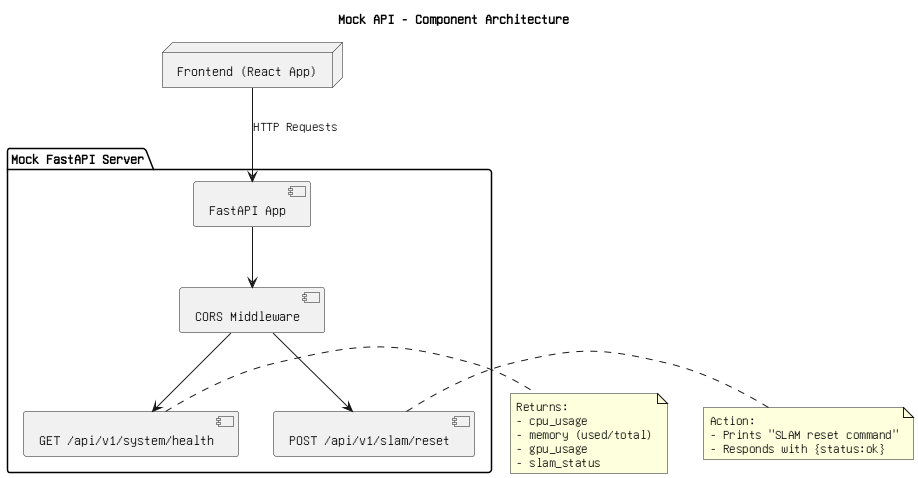 Mock API - Component Architecture
Frontend (React App)
HTTP Requests
Mock FastAPI Server
FastAPI App
CORS Middleware
GET /api/v1/system/health
POST /api/v1/slam/reset
Returns:
- cpu_usage
- memory (used/total)
- gpu_usage
- slam_status
Action:
- Prints "SLAM reset command"
- Responds with {status:ok}